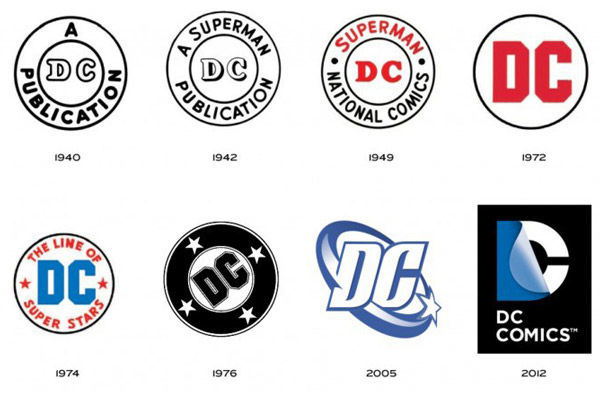 A
DC
PUBLICATION
1940
A SUPERMAN
DC
PUBLICATION
1942
SUPERMAN
DC
NATIONAL COMICS
1949
DC
1972
THE LINE OF
DC
SUPER STARS
1974
DC
1976
DC
2005
DC
DC
COMICS™
2012